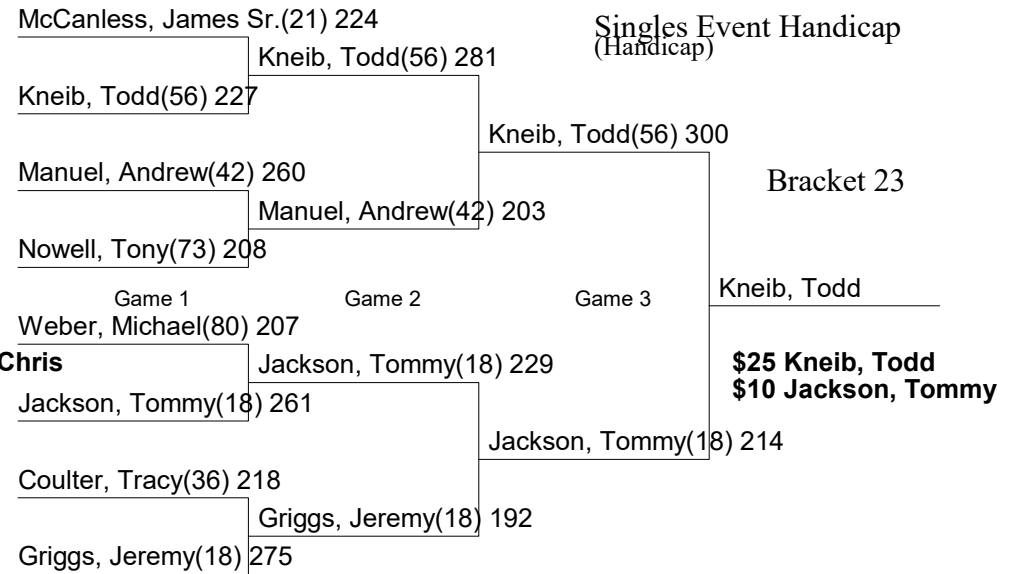 McCanless, James Sr.(21) 224
Singles Event Handicap
(Handicap)
Kneib, Todd(56) 281
Kneib, Todd(56) 227
Kneib, Todd(56) 300
Manuel, Andrew(42) 260
Bracket 23
Manuel, Andrew(42) 203
Nowell, Tony(73) 208
Game 1
Game 2
Game 3
Kneib, Todd
Weber, Michael(80) 207
Chris
Jackson, Tommy(18) 229
$25 Kneib, Todd
$10 Jackson, Tommy
Jackson, Tommy(18) 261
Jackson, Tommy(18) 214
Coulter, Tracy(36) 218
Griggs, Jeremy(18) 192
Griggs, Jeremy(18) 275